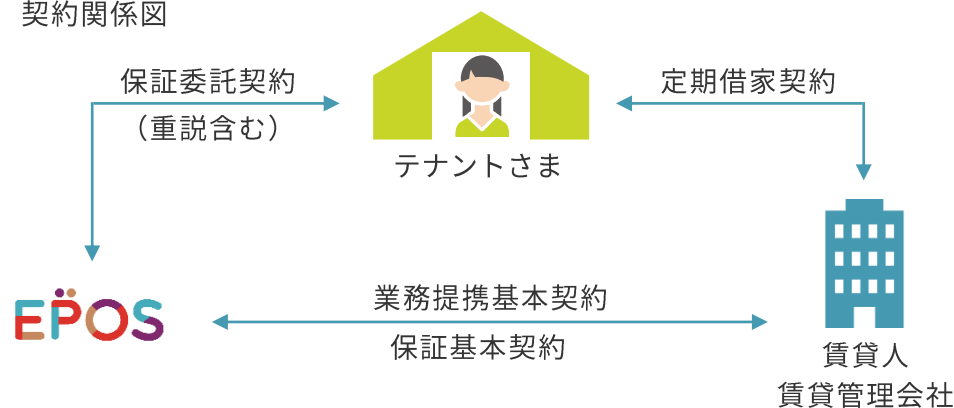 契約関係図
保証委託契約
（重説含む）
定期借家契約
テナントさま
EPOS
業務提携基本契約
保証基本契約
賃貸人
賃貸管理会社